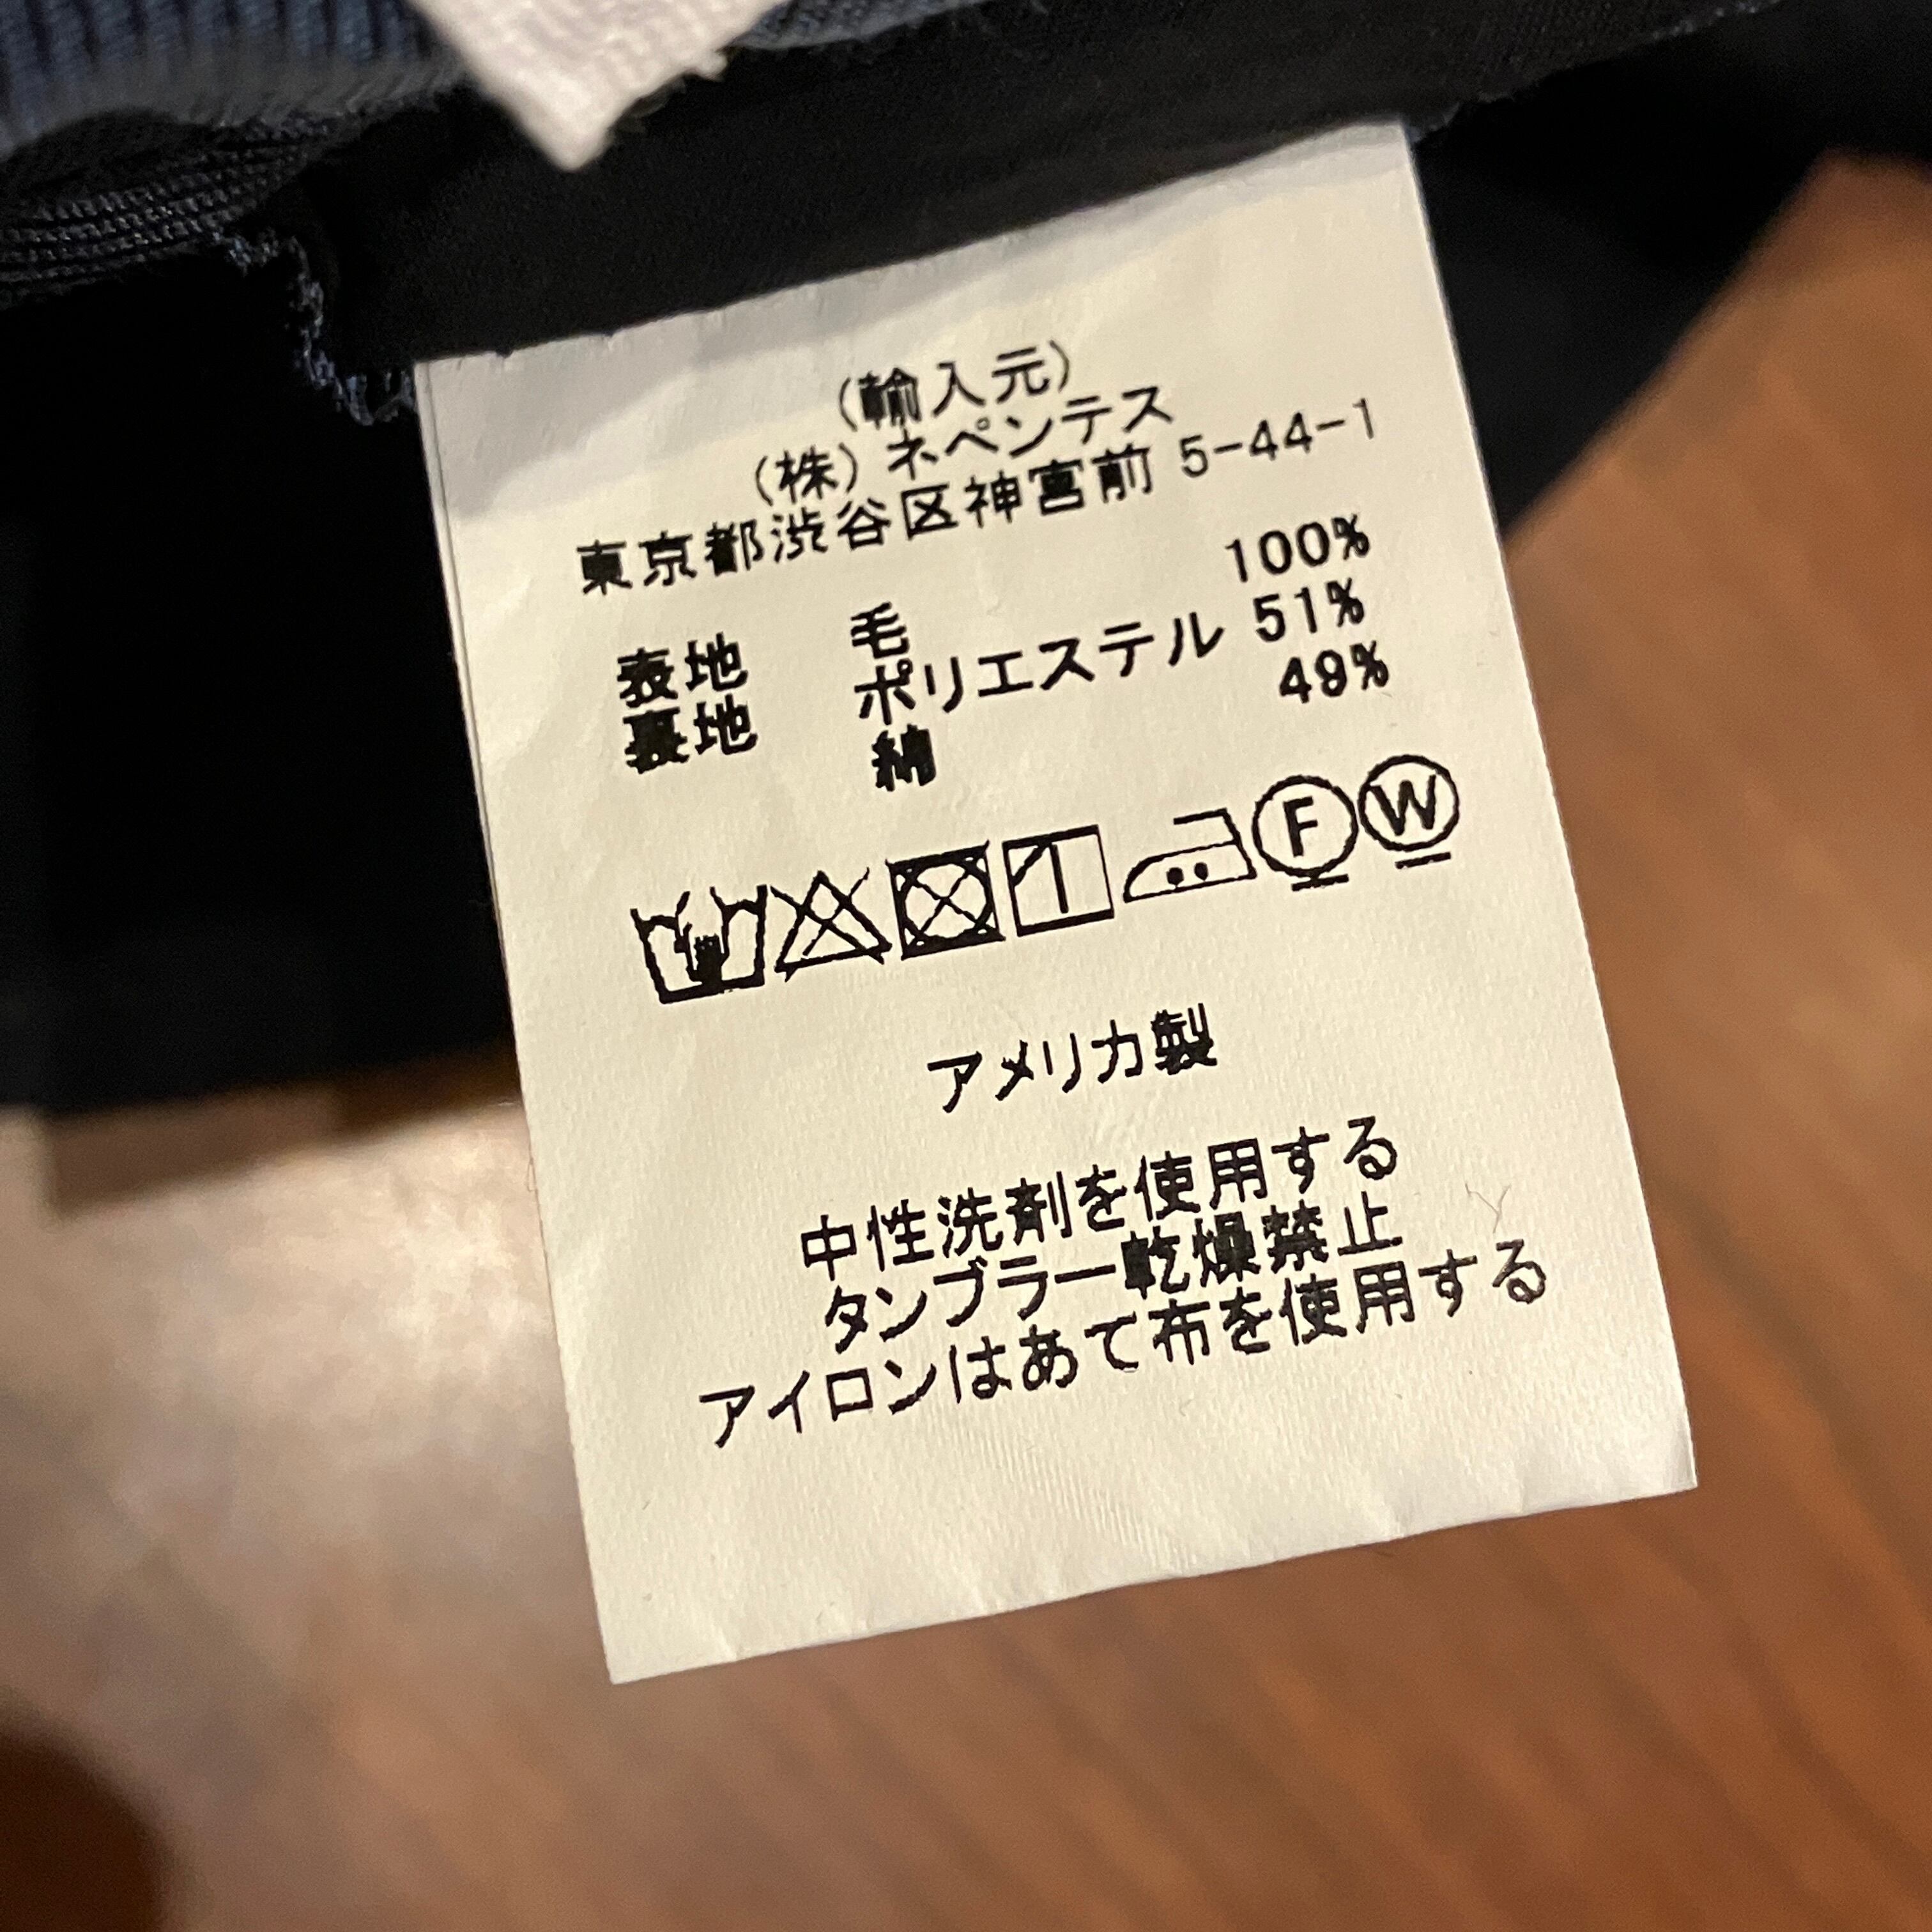 (輸入元)
(株) ネペンテス
東京都渋谷区神宮前 5-44-1
表地 毛 100%
裏地 ポリエステル 51%
綿 49%
F W
アメリカ製
中性洗剤を使用する
タンブラー乾燥禁止
アイロンはあて布を使用する